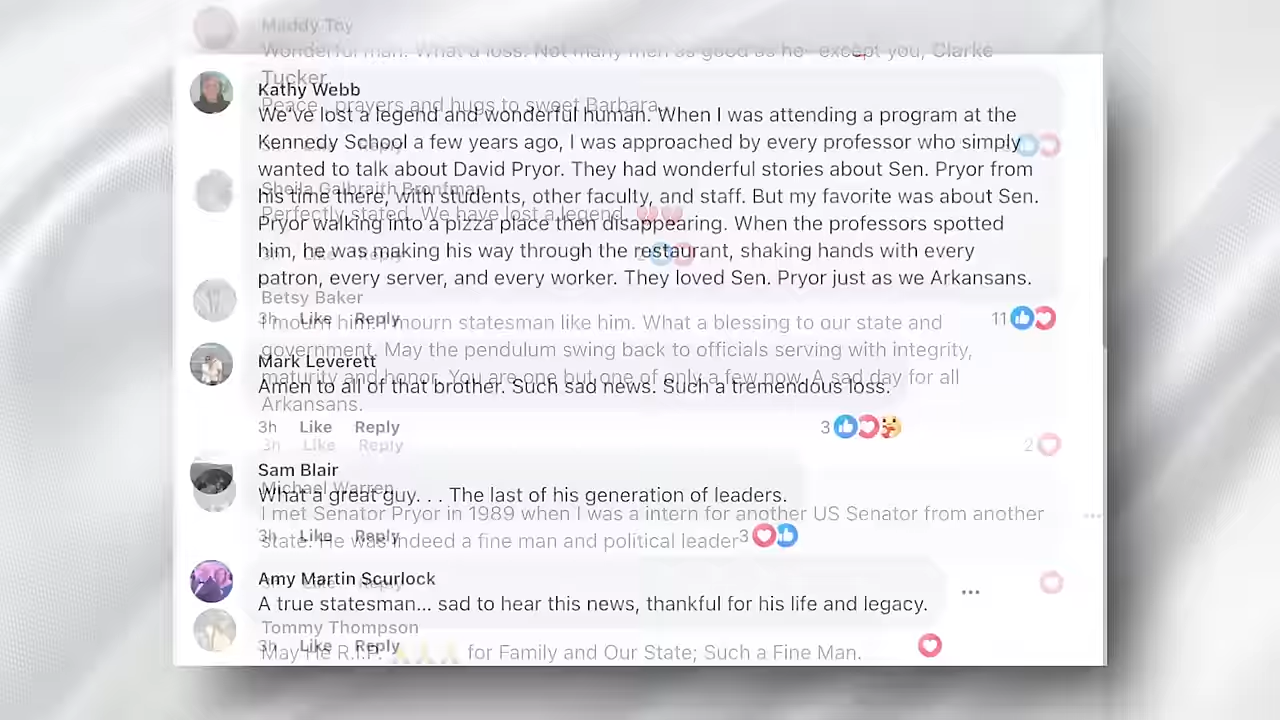 Maddy Toy
Wonderful man. What a loss. Not many men as good as he- except you, Clarke
Tucker.
Peace , prayers and hugs to sweet Barbara...
Kathy Webb
We've lost a legend and wonderful human. When I was attending a program at the
Kennedy School a few years ago, I was approached by every professor who simply
wanted to talk about David Pryor. They had wonderful stories about Sen. Pryor from
his time there, with students, other faculty, and staff. But my favorite was about Sen.
Pryor walking into a pizza place then disappearing. When the professors spotted
him, he was making his way through the restaurant, shaking hands with every
patron, every server, and every worker. They loved Sen. Pryor just as we Arkansans.
3h Like Reply 11
Sheila Galbraith Bronfman
Perfectly stated. We have lost a legend.
3h Like Reply 2
Betsy Baker
I mourn him. I mourn statesman like him. What a blessing to our state and
government. May the pendulum swing back to officials serving with integrity,
maturity and honor. You are one but one of only a few now. A sad day for all
Arkansans.
3h Like Reply 2
Mark Leverett
Amen to all of that brother. Such sad news. Such a tremendous loss.
3h Like Reply 3
Sam Blair
What a great guy. . . The last of his generation of leaders.
3h Like Reply 3
Michael Warren
I met Senator Pryor in 1989 when I was a intern for another US Senator from another
state. He was indeed a fine man and political leader
Like Reply
Amy Martin Scurlock
A true statesman... sad to hear this news, thankful for his life and legacy.
3h Like Reply
Tommy Thompson
May He R.I.P. 🙏🙏🙏 for Family and Our State; Such a Fine Man.